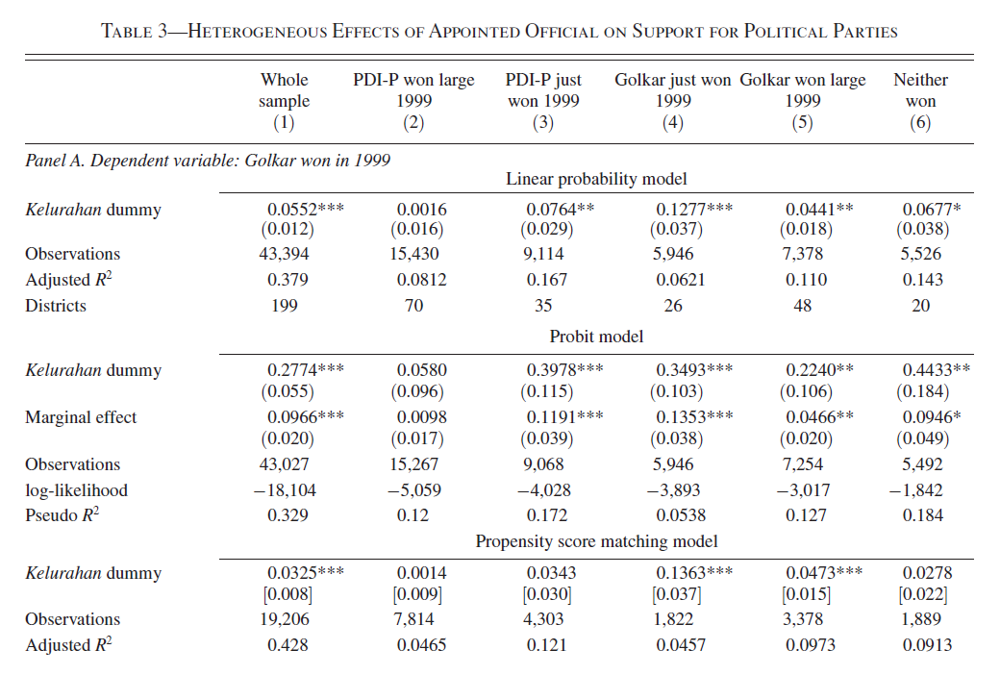 TABLE 3—HETEROGENEOUS EFFECTS OF APPOINTED OFFICIAL ON SUPPORT FOR POLITICAL PARTIES
Whole PDI-P won large PDI-P just Golkar just won Golkar won large Neither
sample 1999 won 1999 1999 1999 won
(1) (2) (3) (4) (5) (6)
Panel A. Dependent variable: Golkar won in 1999
Linear probability model
Kelurahan dummy 0.0552*** 0.0016 0.0764** 0.1277*** 0.0441** 0.0677*
(0.012) (0.016) (0.029) (0.037) (0.018) (0.038)
Observations 43,394 15,430 9,114 5,946 7,378 5,526
Adjusted R² 0.379 0.0812 0.167 0.0621 0.110 0.143
Districts 199 70 35 26 48 20
Probit model
Kelurahan dummy 0.2774*** 0.0580 0.3978*** 0.3493*** 0.2240** 0.4433**
(0.055) (0.096) (0.115) (0.103) (0.106) (0.184)
Marginal effect 0.0966*** 0.0098 0.1191*** 0.1353*** 0.0466** 0.0946*
(0.020) (0.017) (0.039) (0.038) (0.020) (0.049)
Observations 43,027 15,267 9,068 5,946 7,254 5,492
log-likelihood −18,104 −5,059 −4,028 −3,893 −3,017 −1,842
Pseudo R² 0.329 0.12 0.172 0.0538 0.127 0.184
Propensity score matching model
Kelurahan dummy 0.0325*** 0.0014 0.0343 0.1363*** 0.0473*** 0.0278
[0.008] [0.009] [0.030] [0.037] [0.015] [0.022]
Observations 19,206 7,814 4,303 1,822 3,378 1,889
Adjusted R² 0.428 0.0465 0.121 0.0457 0.0973 0.0913